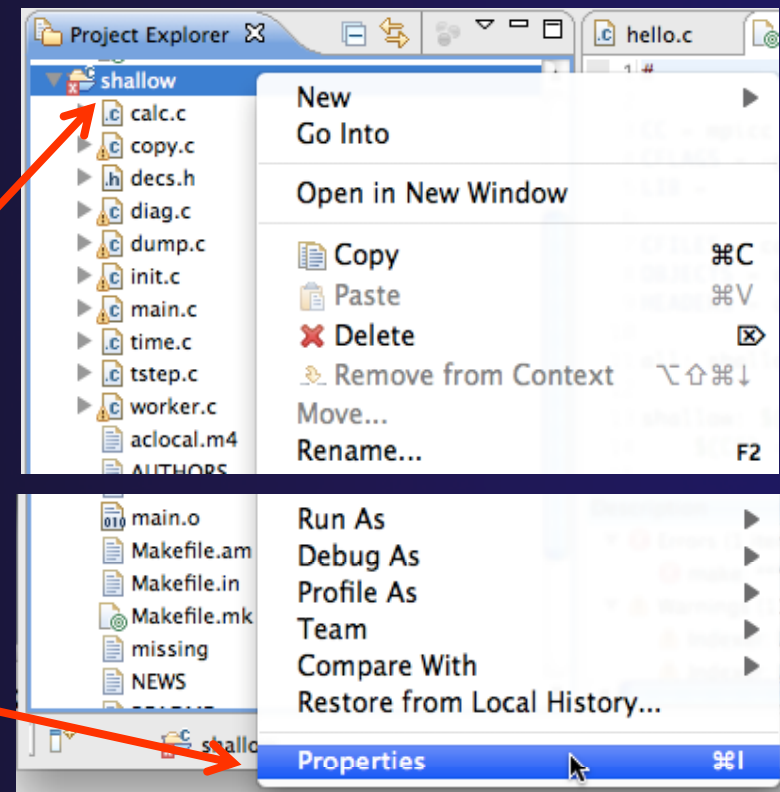 Project Explorer
hello.c
shallow
calc.c
copy.c
decs.h
diag.c
dump.c
init.c
main.c
time.c
tstep.c
worker.c
aclocal.m4
AUTHORS
New
Go Into
Open in New Window
Copy ⌘C
Paste ⌘V
Delete ⌦
Remove from Context ⌥⇧⌘↓
Move...
Rename... F2
main.o
Makefile.am
Makefile.in
Makefile.mk
missing
NEWS
Run As
Debug As
Profile As
Team
Compare With
Restore from Local History...
Properties ⌘I
shallo